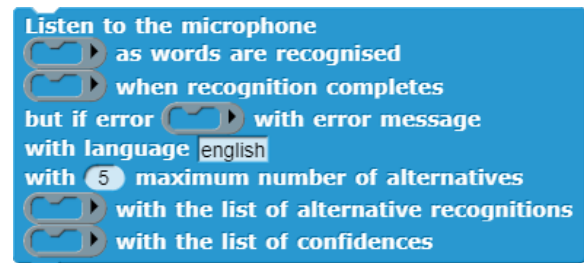 Listen to the microphone
as words are recognised
when recognition completes
but if error with error message
with language english
with 5 maximum number of alternatives
with the list of alternative recognitions
with the list of confidences